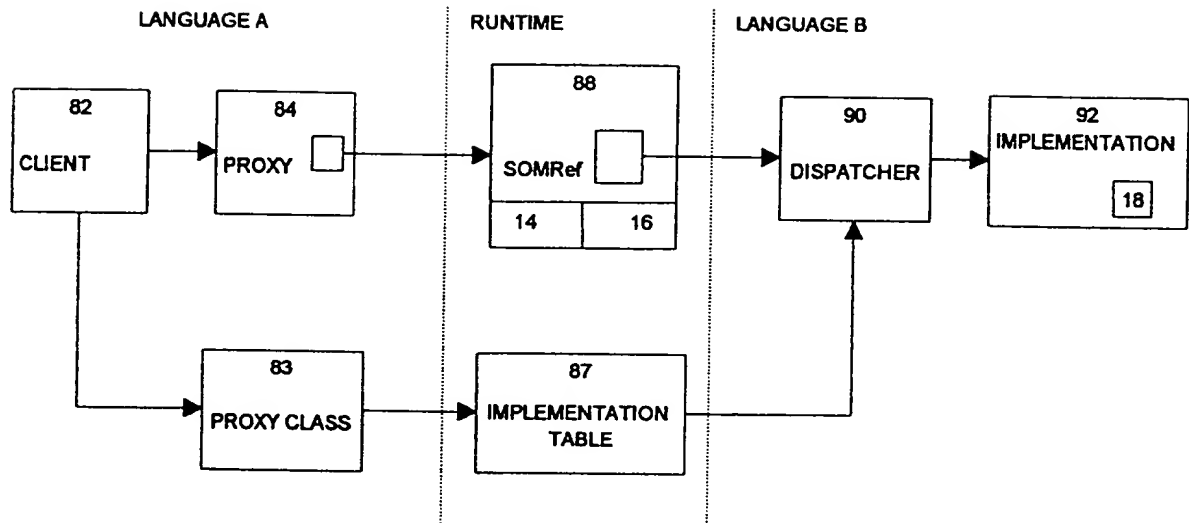 LANGUAGE A
RUNTIME
LANGUAGE B
82
CLIENT
84
PROXY
88
SOMRef
14
16
90
DISPATCHER
92
IMPLEMENTATION
18
83
PROXY CLASS
87
IMPLEMENTATION
TABLE